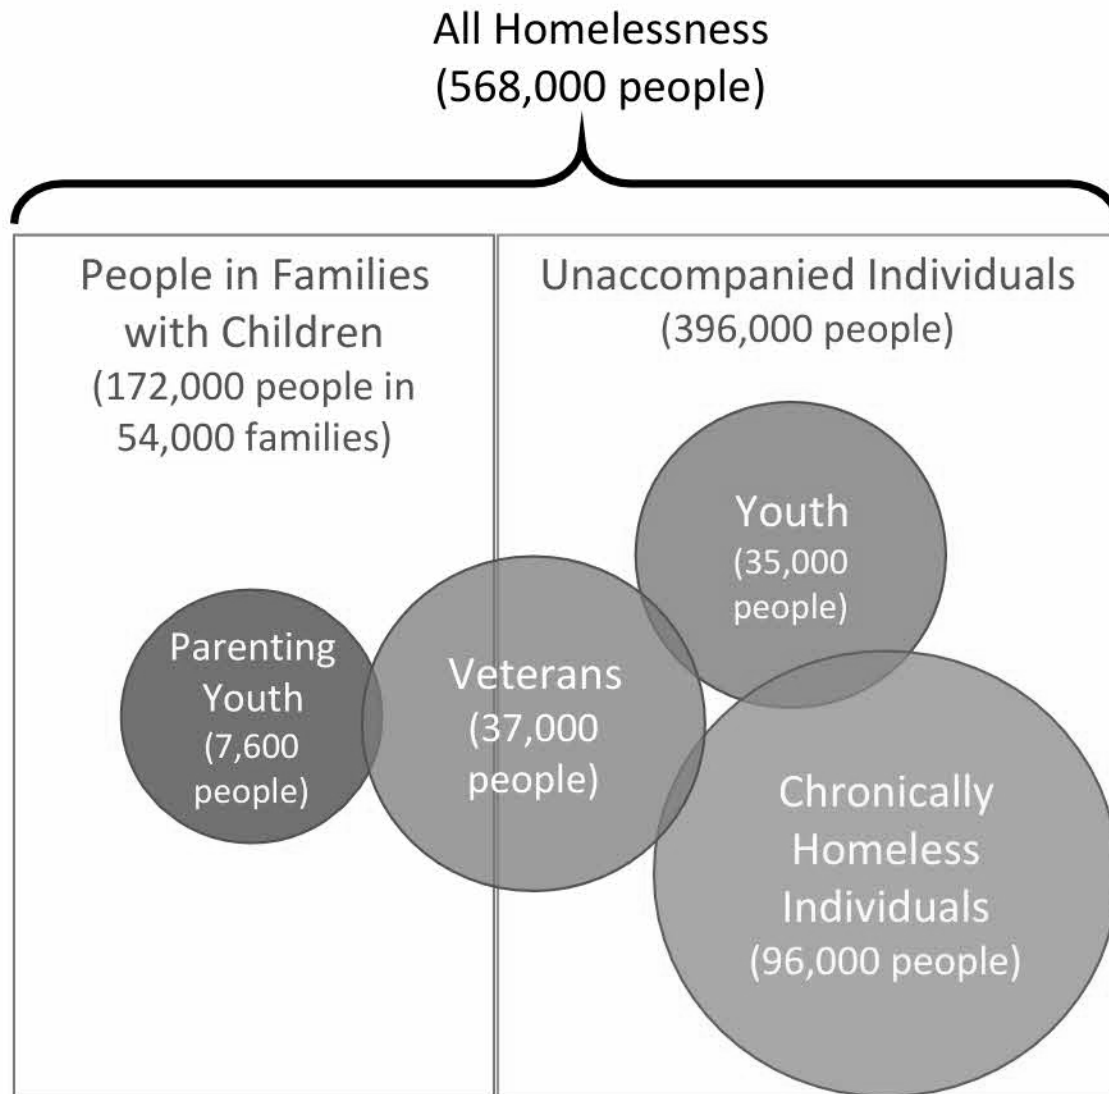 All Homelessness
(568,000 people)
People in Families
with Children
(172,000 people in
54,000 families)
Unaccompanied Individuals
(396,000 people)
Youth
(35,000
people)
Parenting
Youth
(7,600
people)
Veterans
(37,000
people)
Chronically
Homeless
Individuals
(96,000 people)